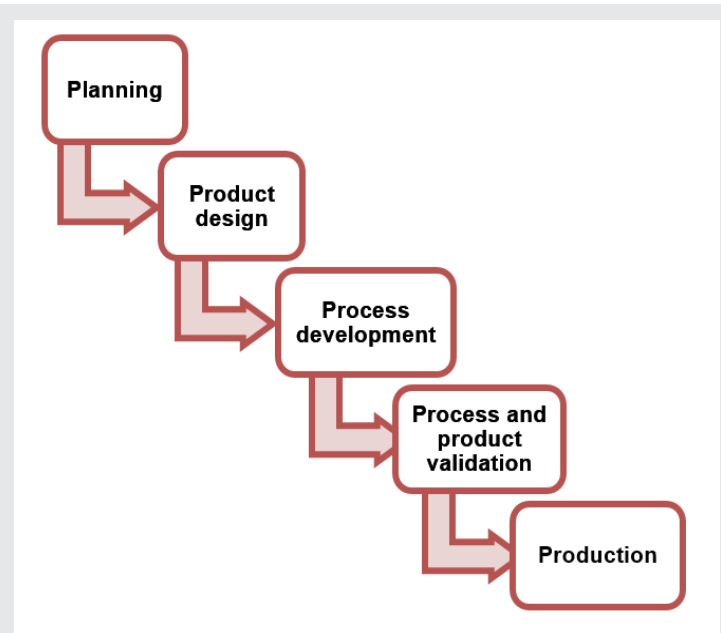 Planning
Product
design
Process
development
Process and
product
validation
Production